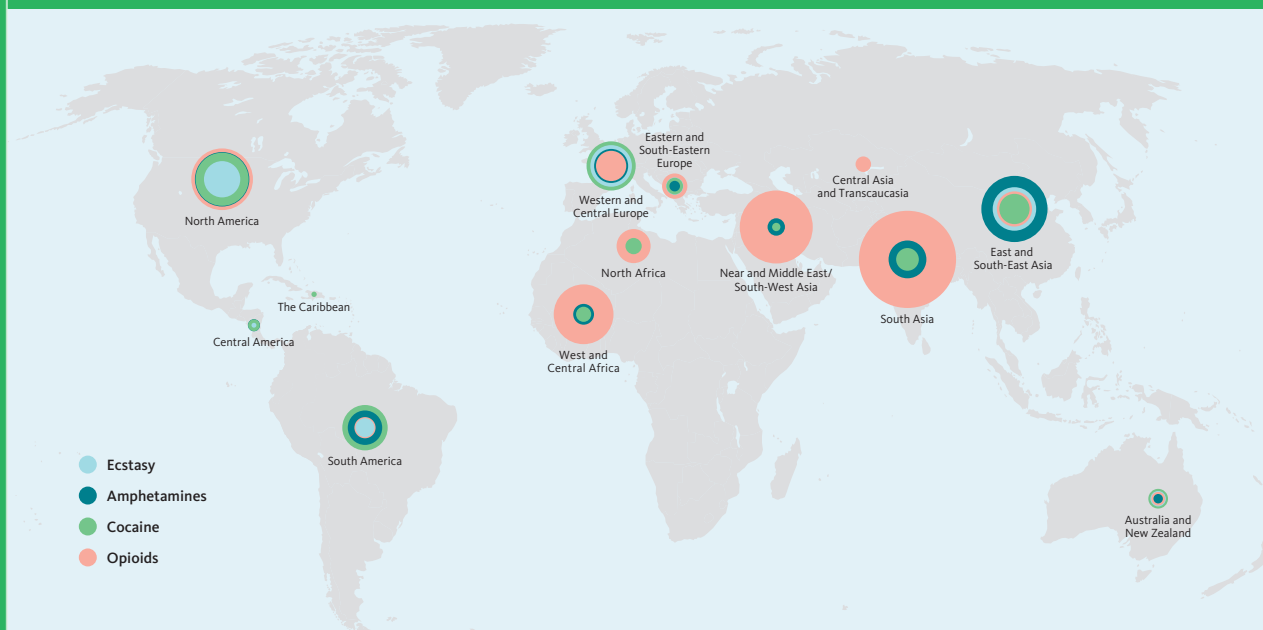 Eastern and
South-Eastern
Europe
Central Asia
and Transcaucasia
North America
Western and
Central Europe
East and
South-East Asia
North Africa
Near and Middle East/
South-West Asia
The Caribbean
South Asia
Central America
West and
Central Africa
South America
Ecstasy
Amphetamines
Cocaine
Opioids
Australia and
New Zealand